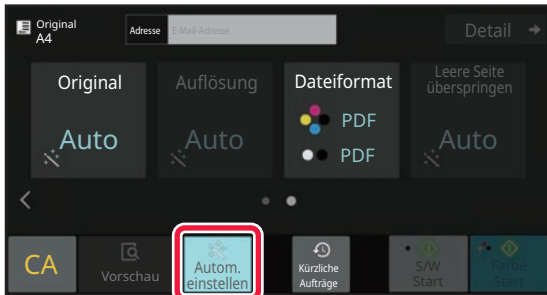 Original
A4
Adresse
E-Mail-Adresse
Detail
Original
Auto
Auflösung
Auto
Dateiformat
PDF
PDF
Leere Seite
überspringen
Auto
CA
Vorschau
Autom.
einstellen
Kürzliche
Aufträge
S/W
Start
Farbe
Start